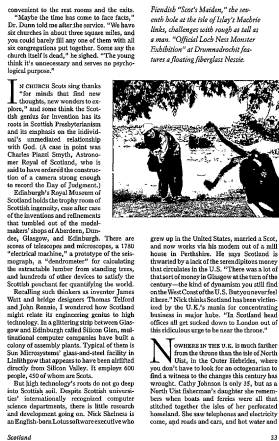 convenient to the rest rooms and the exits.
"Maybe the time has come to face facts,"
Dr. Dunn told me after the service. "We have
six churches in about three square miles, and
you could barely fill any one of them with all
six congregations put together. Some say the
church itself is dead," he sighed. "The young
think it's unnecessary and serves no psycho-
logical purpose."
IN CHURCH Scots sing thanks
"for minds that find new
thoughts, new wonders to ex-
plore," and some think the Scot-
tish genius for invention has its
roots in Scottish Presbyterianism
and its emphasis on the individ-
ual's unmediated relationship
with God. (A case in point was
Charles Piazzi Smyth, Astrono-
mer Royal of Scotland, who is
said to have ordered the construc-
tion of a camera strong enough
to record the Day of Judgment.)
Edinburgh's Royal Museum of
Scotland holds the trophy room of
Scottish ingenuity, case after case
of the inventions and refinements
that tumbled out of the model-
makers' shops of Aberdeen, Dun-
dee, Glasgow, and Edinburgh. There are
scores of telescopes and microscopes, a 1780
"electrical machine," a prototype of the seis-
mograph, a "dendrometer" for calculating
the extractable lumber from standing trees,
and hundreds of other devices to satisfy the
Scottish penchant for quantifying the world.
Recalling such thinkers as inventor James
Watt and bridge designers Thomas Telford
and John Rennie, I wondered how Scotland
might relate its engineering genius to high
technology. In a glittering strip between Glas-
gow and Edinburgh called Silicon Glen, mul-
tinational computer companies have built a
colony of assembly plants. Typical of them is
Sun Microsystems' glass-and-steel facility in
Linlithgow that appears to have been airlifted
directly from Silicon Valley. It employs 600
people, 450 of whom are Scots.
But high technology's roots do not go deep
into Scottish soil. Despite Scottish universi-
ties' internationally recognized computer
science departments, there is little research
and development going on. Nick Skelsies is
an English-born Lotus software executive who
Fiendish "Scot's Maiden," the sev-
enth hole at the isle of Islay's Machrie
links, challenges with rough as tall as
a man. "Official Loch Ness Monster
Exhibition" at Drumnadrochit fea-
tures a floating fiberglass Nessie.
grew up in the United States, married a Scot,
and now works via his modem out of a mill
house in Perthshire. He says Scotland is
thwarted by a lack of the serendipitous money
that circulates in the U.S. "There was a lot of
that sort of money in Glasgow at the turn of the
century—the kind of dynamism you still find
on the West Coast of the U.S. But you never feel
it here." Nick thinks Scotland has been victim-
ized by the U.K.'s mania for concentrating
business in major hubs. "In Scotland head
offices all get sucked down to London out of
this ridiculous urge to be near the throne."
NOWHERE IN THE U.K. is much farther
from the throne than the isle of North
Uist, in the Outer Hebrides, where
you don't have to look for an octogenarian to
find a witness to the changes this century has
wrought. Cathy Johnson is only 35, but as a
North Uist fisherman's daughter she remem-
bers when boats and ferries were all that
stitched together the isles of her particular
homeland. She saw telephones and electricity
come, and roads and cars, and hot water and
Scotland
23